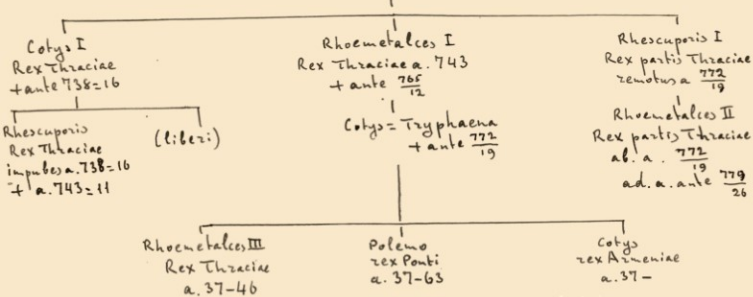 Cotys I
Rex Thraciae
+ ante 738=16
Rhoemetalces I
Rex Thraciae a. 743
+ ante 765/12
Rhescuporis I
Rex partis Thraciae
remotus a 772/19
Rhescuporis
Rex Thraciae
impubes a. 738=16
+ a. 743=11
(liberi)
Cotys = Tryphaena
+ ante 772/19
Rhoemetalces II
Rex partis Thraciae
ab. a. 772/19
ad. a. ante 779/26
Rhoemetalces III
Rex Thraciae
a. 37-46
Polemo
rex Ponti
a. 37-63
Cotys
rex Armeniae
a. 37-